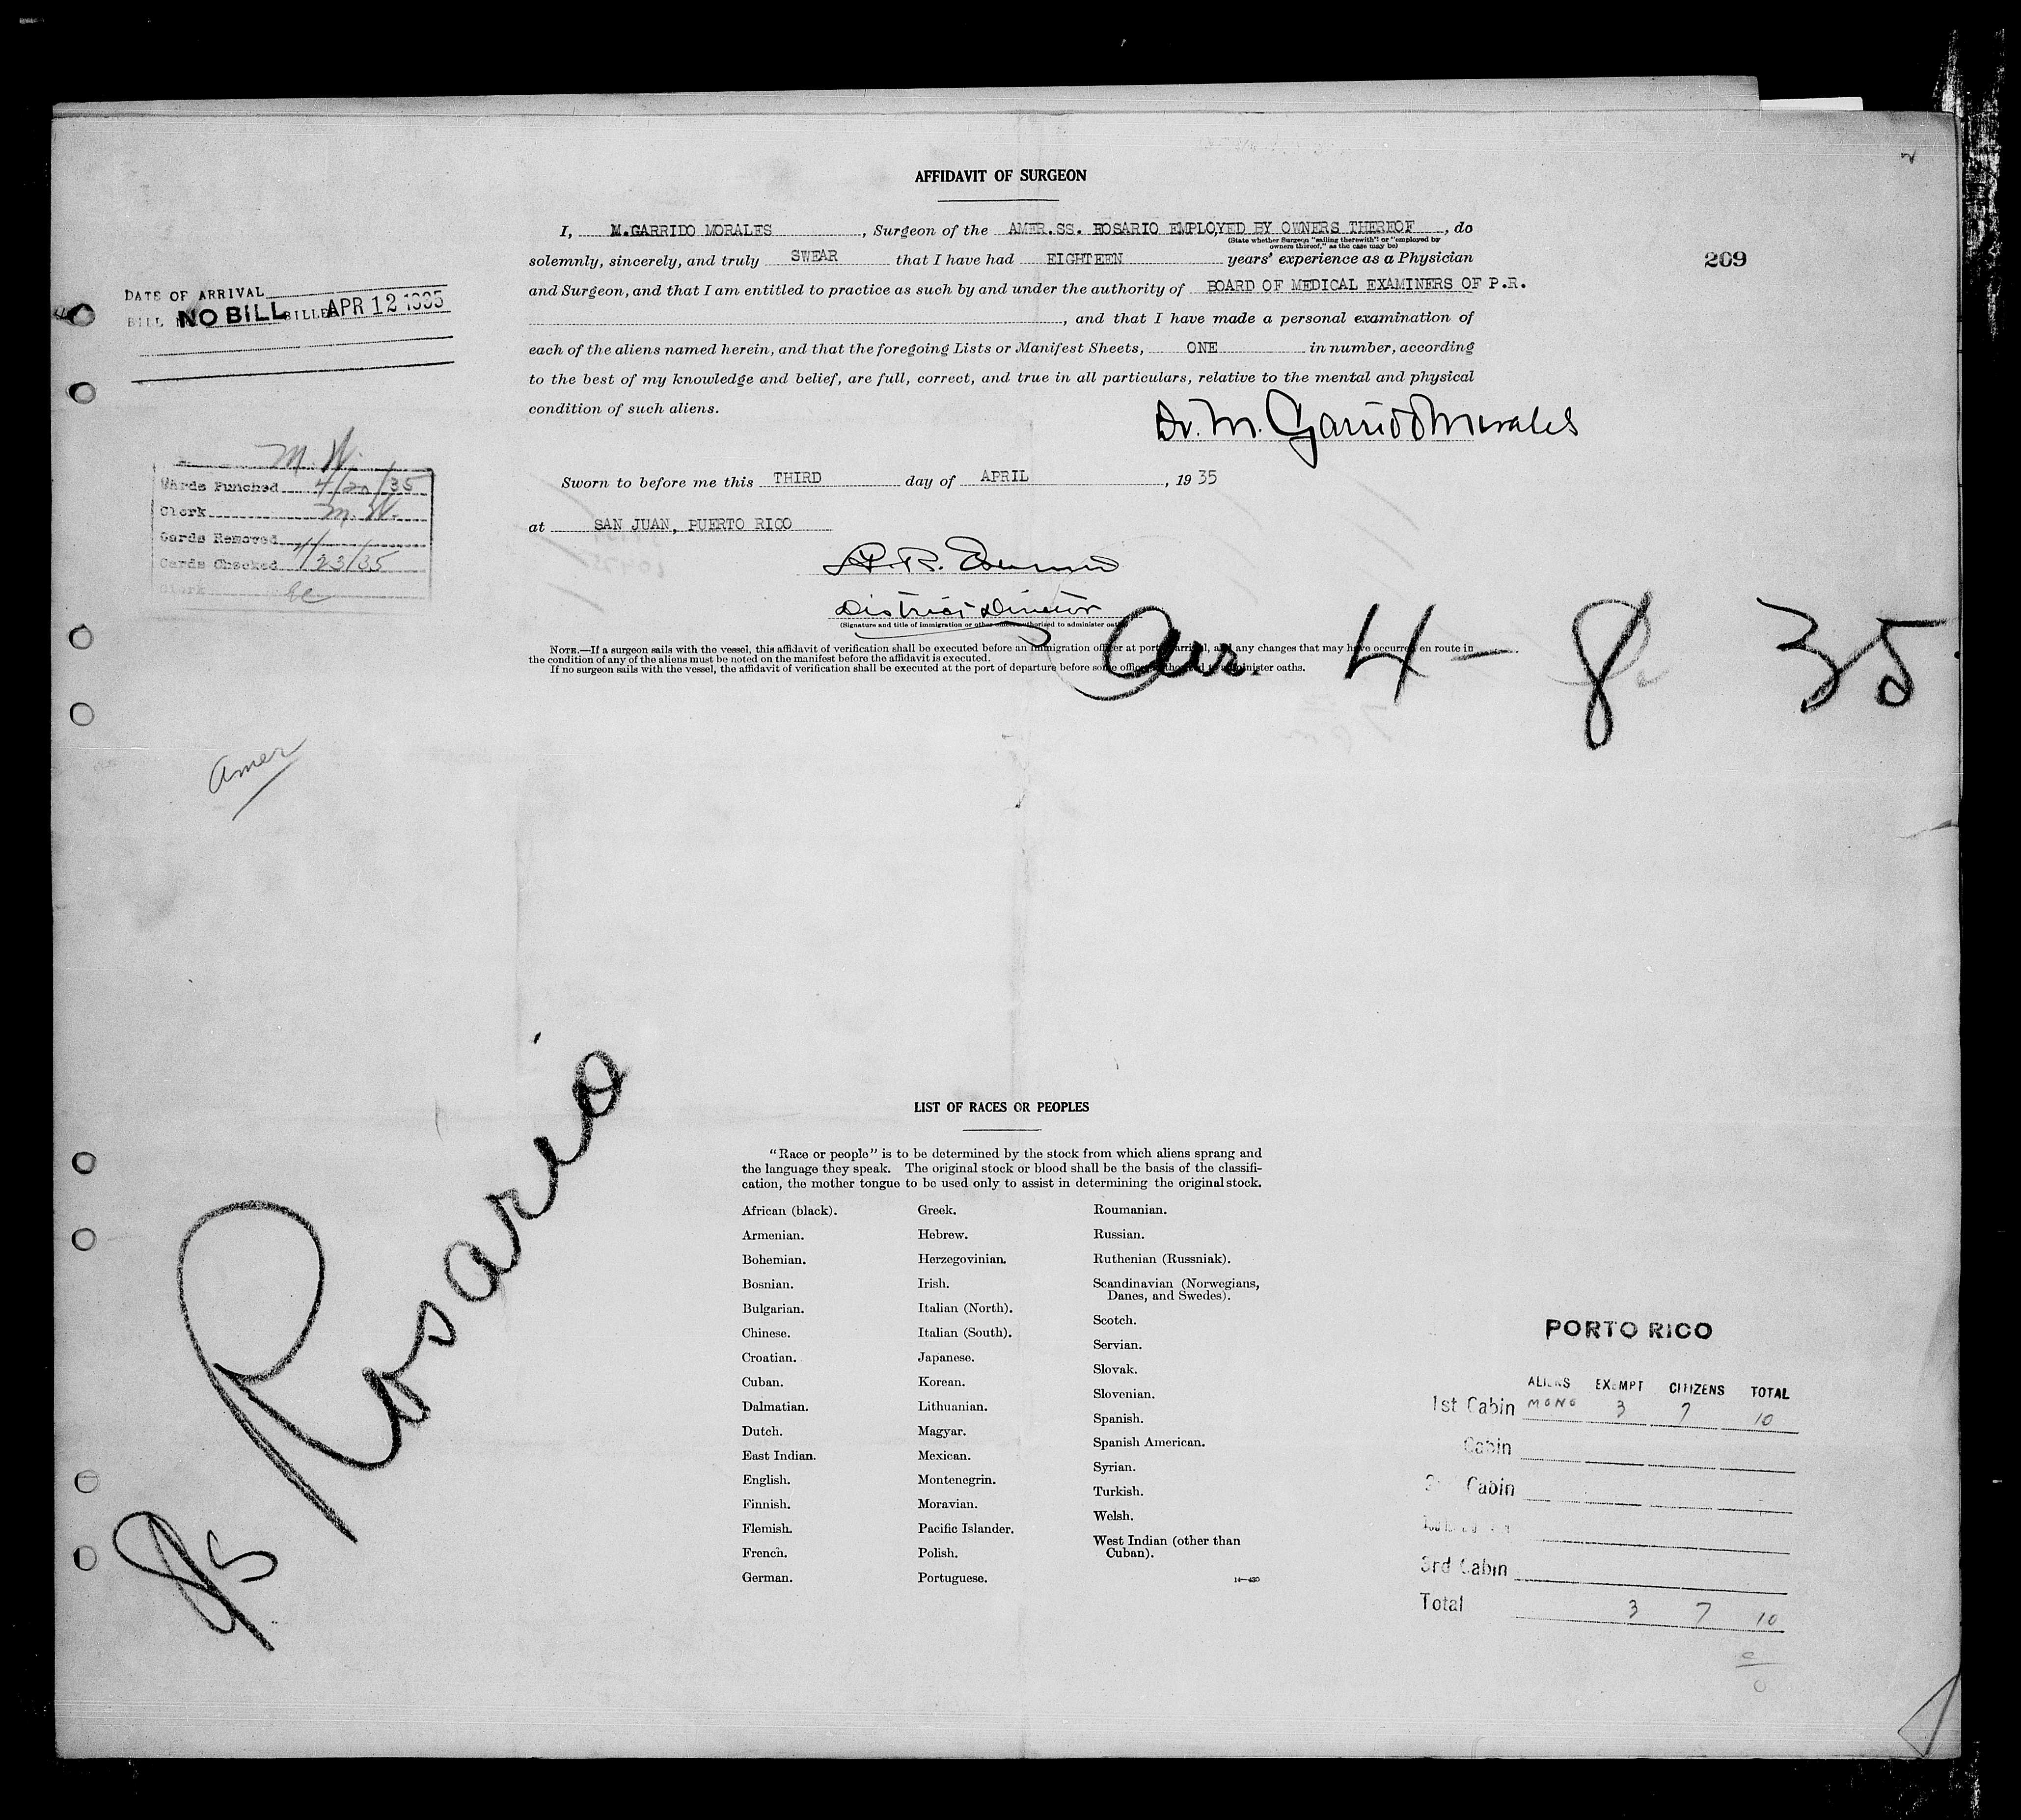 AFFIDAVIT OF SURGEON
I, M. GARRIDO MORALES, Surgeon of the AMER.SS. ROSARIO EMPLOYED BY OWNERS THEREOF, do
(State whether Surgeon "sailing therewith" or "employed by
owners thereof," as the case may be)
solemnly, sincerely, and truly SWEAR that I have had EIGHTEEN years' experience as a Physician
and Surgeon, and that I am entitled to practice as such by and under the authority of BOARD OF MEDICAL EXAMINERS OF P.R.
, and that I have made a personal examination of
each of the aliens named herein, and that the foregoing Lists or Manifest Sheets, ONE in number, according
to the best of my knowledge and belief, are full, correct, and true in all particulars, relative to the mental and physical
condition of such aliens.
Dr. M. Garrido Morales
Sworn to before me this THIRD day of APRIL, 1935
at SAN JUAN, PUERTO RICO
District Director
(Signature and title of immigration or other officer authorised to administer oaths)
NOTE.—If a surgeon sails with the vessel, this affidavit of verification shall be executed before an immigration officer at port of arrival, and any changes that may have occurred en route in
the condition of any of the aliens must be noted on the manifest before the affidavit is executed.
If no surgeon sails with the vessel, the affidavit of verification shall be executed at the port of departure before some officer authorized to administer oaths.
209
DATE OF ARRIVAL
BILL NO BILL BILLED APR 12 1935
M. W.
Cards Punched 4/20/35
Clerk M. W.
Cards Removed
Cards Checked 4/23/35
Clerk
Arr. 4 - 8 35
Amer
S/S Rosario
LIST OF RACES OR PEOPLES
"Race or people" is to be determined by the stock from which aliens sprang and
the language they speak. The original stock or blood shall be the basis of the classifi-
cation, the mother tongue to be used only to assist in determining the original stock.
African (black).
Armenian.
Bohemian.
Bosnian.
Bulgarian.
Chinese.
Croatian.
Cuban.
Dalmatian.
Dutch.
East Indian.
English.
Finnish.
Flemish.
French.
German.
Greek.
Hebrew.
Herzegovinian.
Irish.
Italian (North).
Italian (South).
Japanese.
Korean.
Lithuanian.
Magyar.
Mexican.
Montenegrin.
Moravian.
Pacific Islander.
Polish.
Portuguese.
Roumanian.
Russian.
Ruthenian (Russniak).
Scandinavian (Norwegians,
Danes, and Swedes).
Scotch.
Servian.
Slovak.
Slovenian.
Spanish.
Spanish American.
Syrian.
Turkish.
Welsh.
West Indian (other than
Cuban).
14—430
PORTO RICO
ALIENS EXEMPT CITIZENS TOTAL
1st Cabin MONO 3 7 10
Cabin
Cabin
3rd Cabin
Total 3 7 10